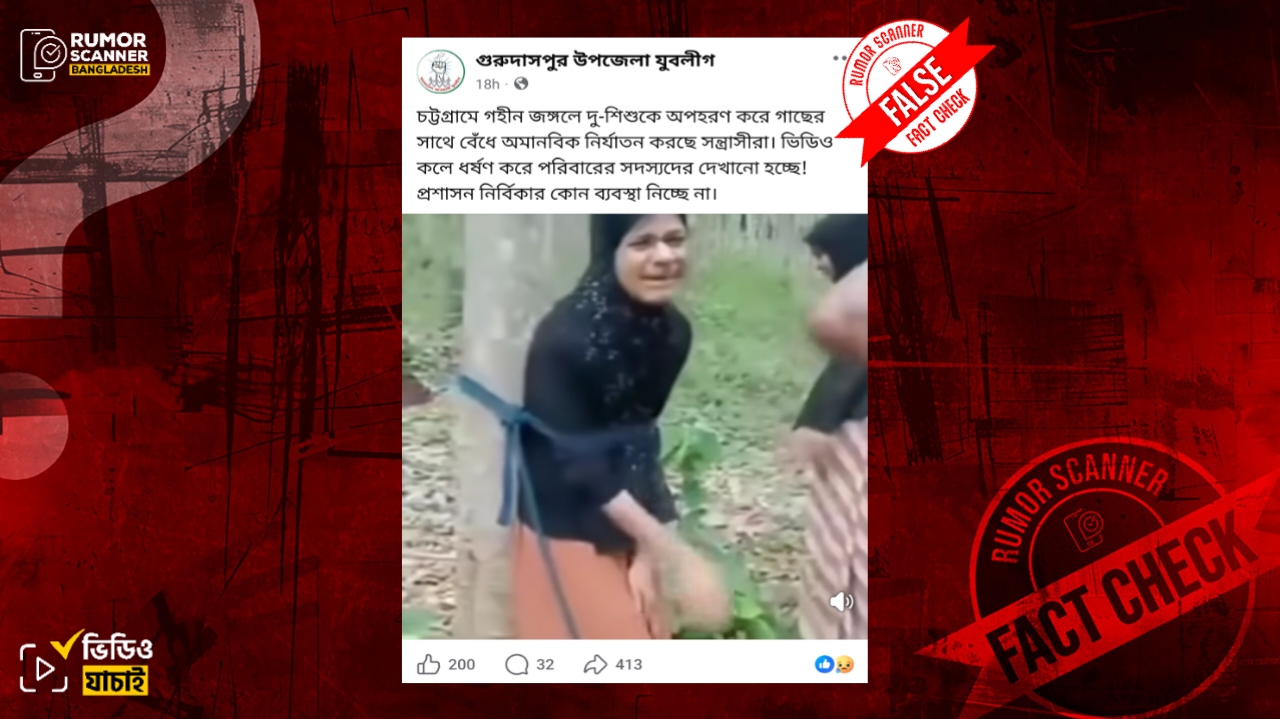 RUMOR
SCANNER
BANGLADESH
গুরুদাসপুর উপজেলা যুবলীগ
18h
চট্টগ্রামে গহীন জঙ্গলে দু-শিশুকে অপহরণ করে গাছের
সাথে বেঁধে অমানবিক নির্যাতন করছে সন্ত্রাসীরা। ভিডিও
কলে ধর্ষণ করে পরিবারের সদস্যদের দেখানো হচ্ছে!
প্রশাসন নির্বিকার কোন ব্যবস্থা নিচ্ছে না।
RUMOR SCANNER
FALSE
FACT CHECK
200
32
413
RUMOR SCANNER
FACT CHECK
ভিডিও
যাচাই